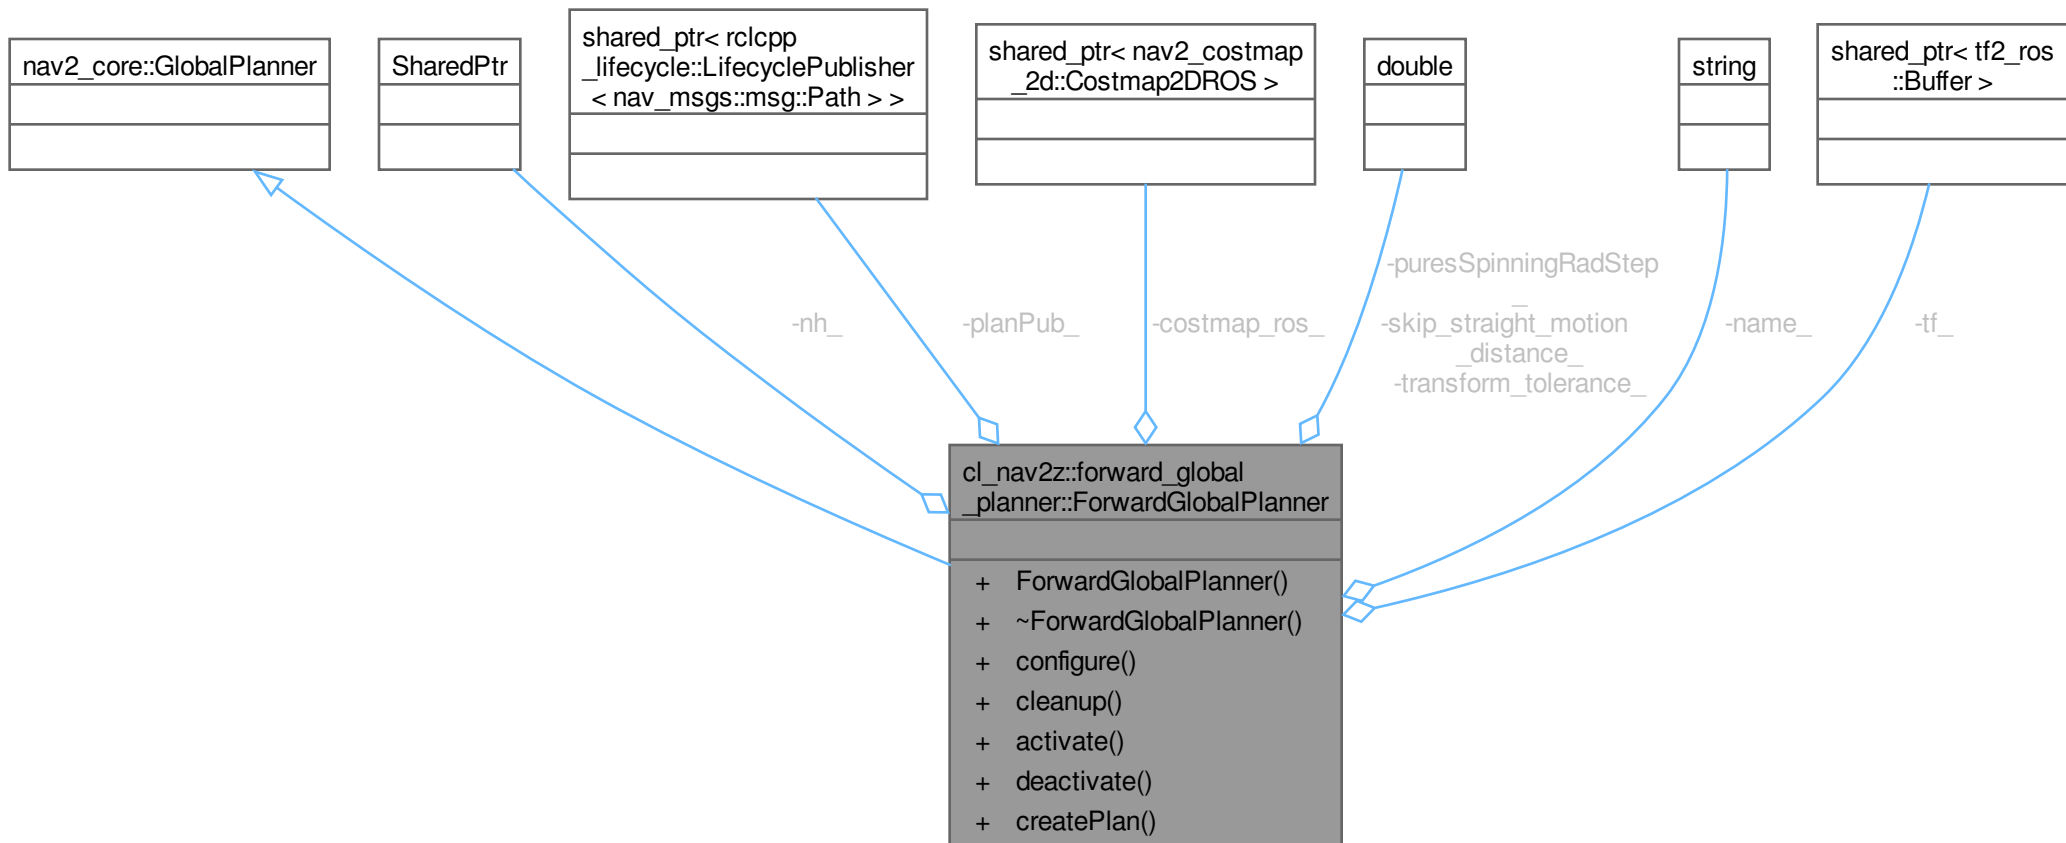 nav2_core::GlobalPlanner
SharedPtr
shared_ptr< rclcpp
_lifecycle::LifecyclePublisher
< nav_msgs::msg::Path > >
shared_ptr< nav2_costmap
_2d::Costmap2DROS >
double
string
shared_ptr< tf2_ros
::Buffer >
-nh_
-planPub_
-costmap_ros_
-puresSpinningRadStep
_
-skip_straight_motion
_distance_
-transform_tolerance_
-name_
-tf_
cl_nav2z::forward_global
_planner::ForwardGlobalPlanner
+ ForwardGlobalPlanner()
+ ~ForwardGlobalPlanner()
+ configure()
+ cleanup()
+ activate()
+ deactivate()
+ createPlan()